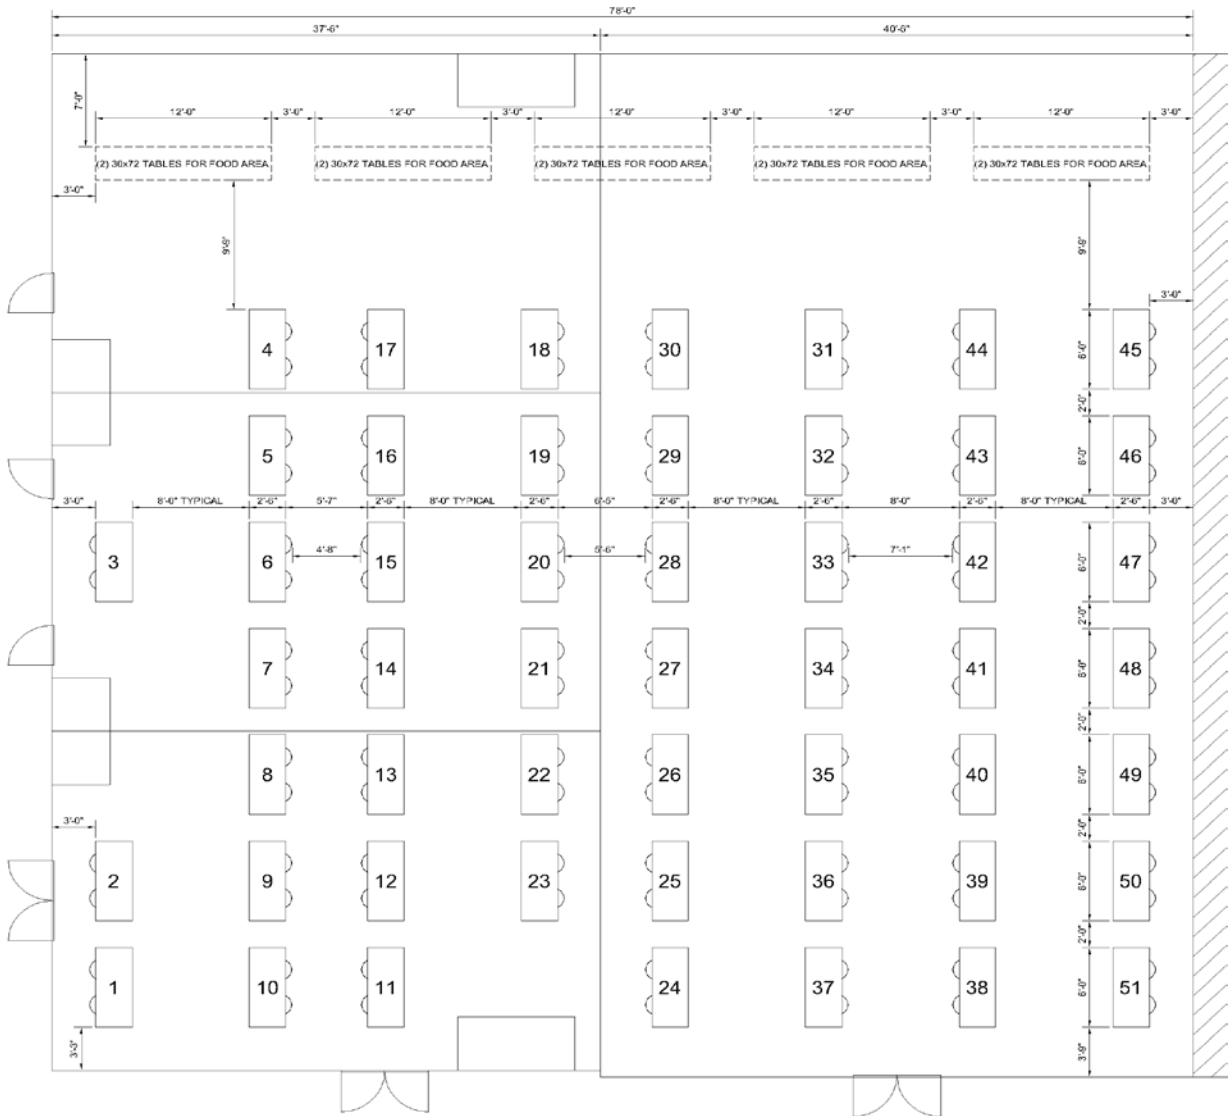 78'-0"
37'-6" 40'-6"
7'-0"
12'-0" 3'-0" 12'-0" 3'-0" 12'-0" 3'-0" 12'-0" 3'-0" 12'-0" 3'-0"
(2) 30x72 TABLES FOR FOOD AREA (2) 30x72 TABLES FOR FOOD AREA (2) 30x72 TABLES FOR FOOD AREA (2) 30x72 TABLES FOR FOOD AREA (2) 30x72 TABLES FOR FOOD AREA
3'-0"
9'-9" 9'-9"
3'-0"
4 17 18 30 31 44 45
6'-0"
2'-0"
5 16 19 29 32 43 46
6'-0"
3'-0" 8'-0" TYPICAL 2'-6" 5'-7" 2'-6" 8'-0" TYPICAL 2'-6" 6'-5" 2'-6" 8'-0" TYPICAL 2'-6" 8'-0" 2'-6" 8'-0" TYPICAL 2'-6" 3'-0"
4'-8" 5'-6" 7'-1"
3 6 15 20 28 33 42 47
6'-0"
2'-0"
7 14 21 27 34 41 48
6'-0"
2'-0"
8 13 22 26 35 40 49
6'-0"
2'-0"
3'-0"
2 9 12 23 25 36 39 50
6'-0"
2'-0"
1 10 11 24 37 38 51
6'-0"
3'-3" 3'-9"